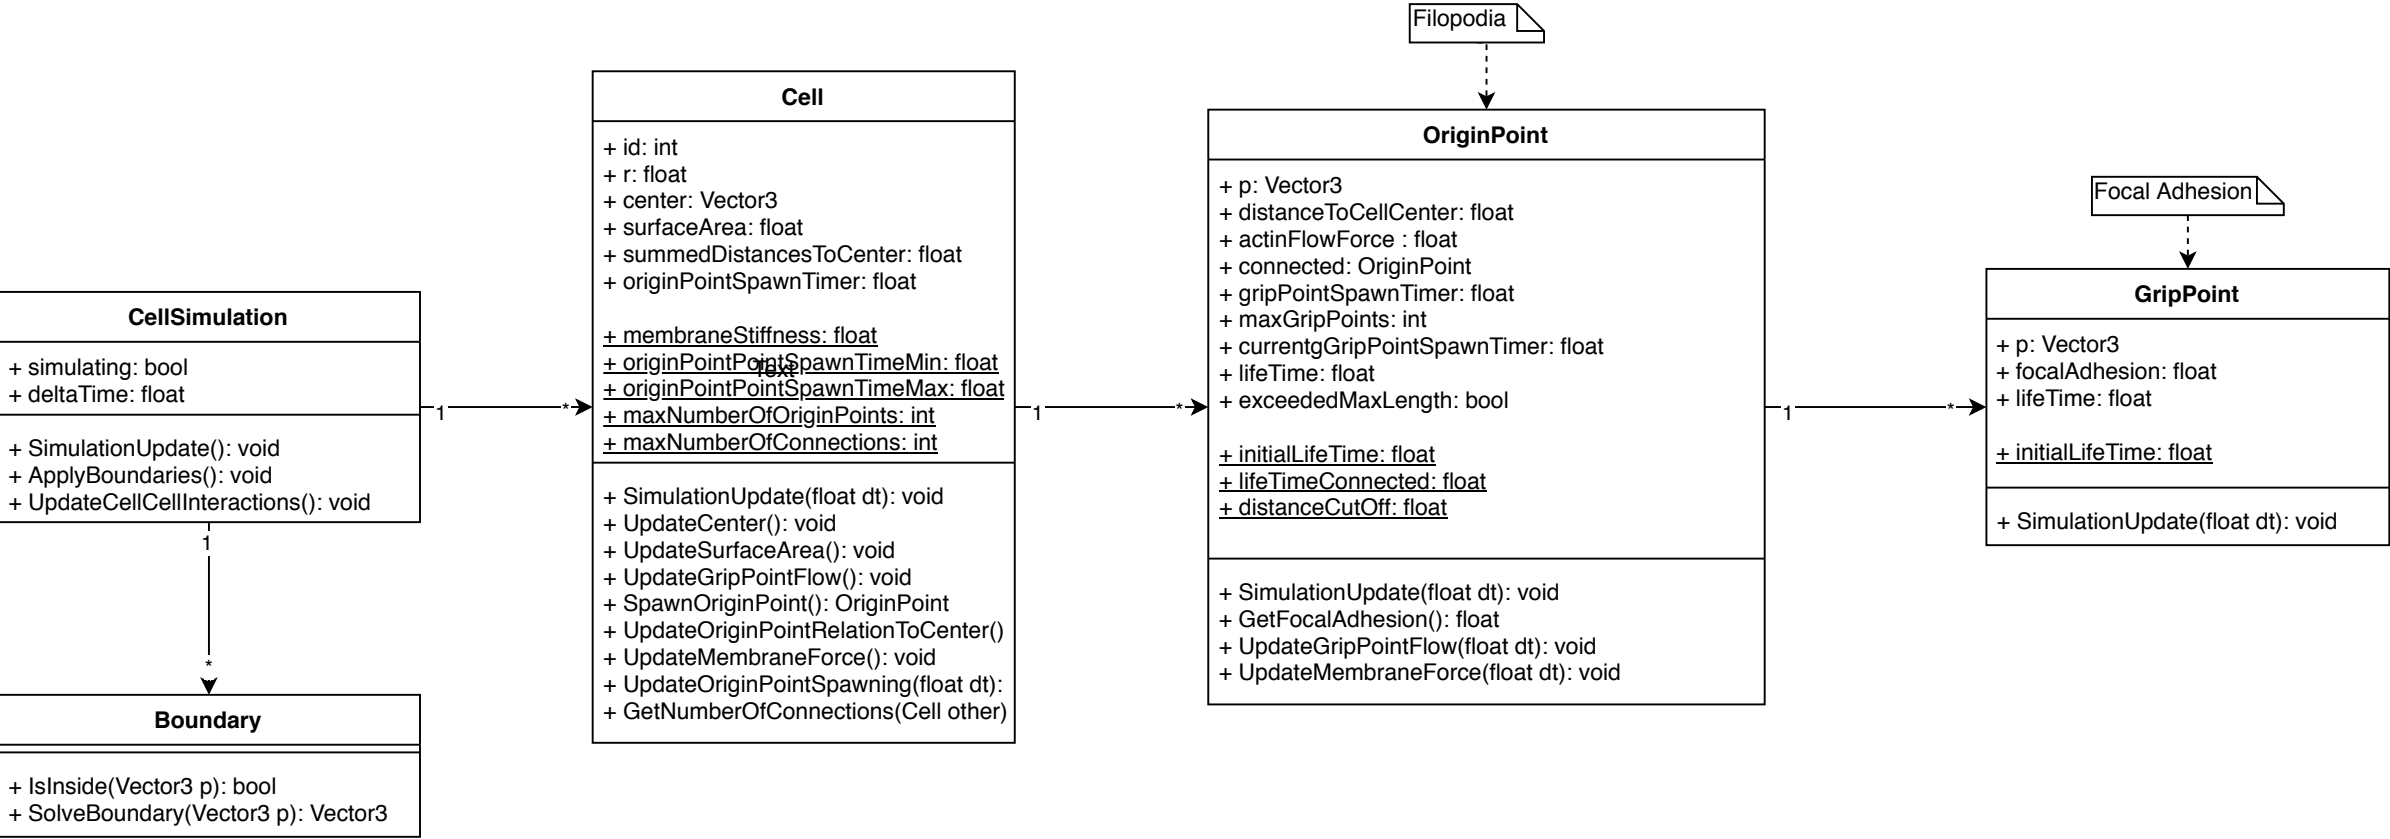 Filopodia
Cell
+ id: int
+ r: float
+ center: Vector3
+ surfaceArea: float
+ summedDistancesToCenter: float
+ originPointSpawnTimer: float
+ membraneStiffness: float
+ originPointPointSpawnTimeMin: float
Text
+ originPointPointSpawnTimeMax: float
+ maxNumberOfOriginPoints: int
+ maxNumberOfConnections: int
+ SimulationUpdate(float dt): void
+ UpdateCenter(): void
+ UpdateSurfaceArea(): void
+ UpdateGripPointFlow(): void
+ SpawnOriginPoint(): OriginPoint
+ UpdateOriginPointRelationToCenter()
+ UpdateMembraneForce(): void
+ UpdateOriginPointSpawning(float dt):
+ GetNumberOfConnections(Cell other)
OriginPoint
+ p: Vector3
+ distanceToCellCenter: float
+ actinFlowForce : float
+ connected: OriginPoint
+ gripPointSpawnTimer: float
+ maxGripPoints: int
+ currentgGripPointSpawnTimer: float
+ lifeTime: float
+ exceededMaxLength: bool
+ initialLifeTime: float
+ lifeTimeConnected: float
+ distanceCutOff: float
+ SimulationUpdate(float dt): void
+ GetFocalAdhesion(): float
+ UpdateGripPointFlow(float dt): void
+ UpdateMembraneForce(float dt): void
Focal Adhesion
GripPoint
+ p: Vector3
+ focalAdhesion: float
+ lifeTime: float
+ initialLifeTime: float
+ SimulationUpdate(float dt): void
CellSimulation
+ simulating: bool
+ deltaTime: float
+ SimulationUpdate(): void
+ ApplyBoundaries(): void
+ UpdateCellCellInteractions(): void
1
*
1
*
1
*
1
*
Boundary
+ IsInside(Vector3 p): bool
+ SolveBoundary(Vector3 p): Vector3